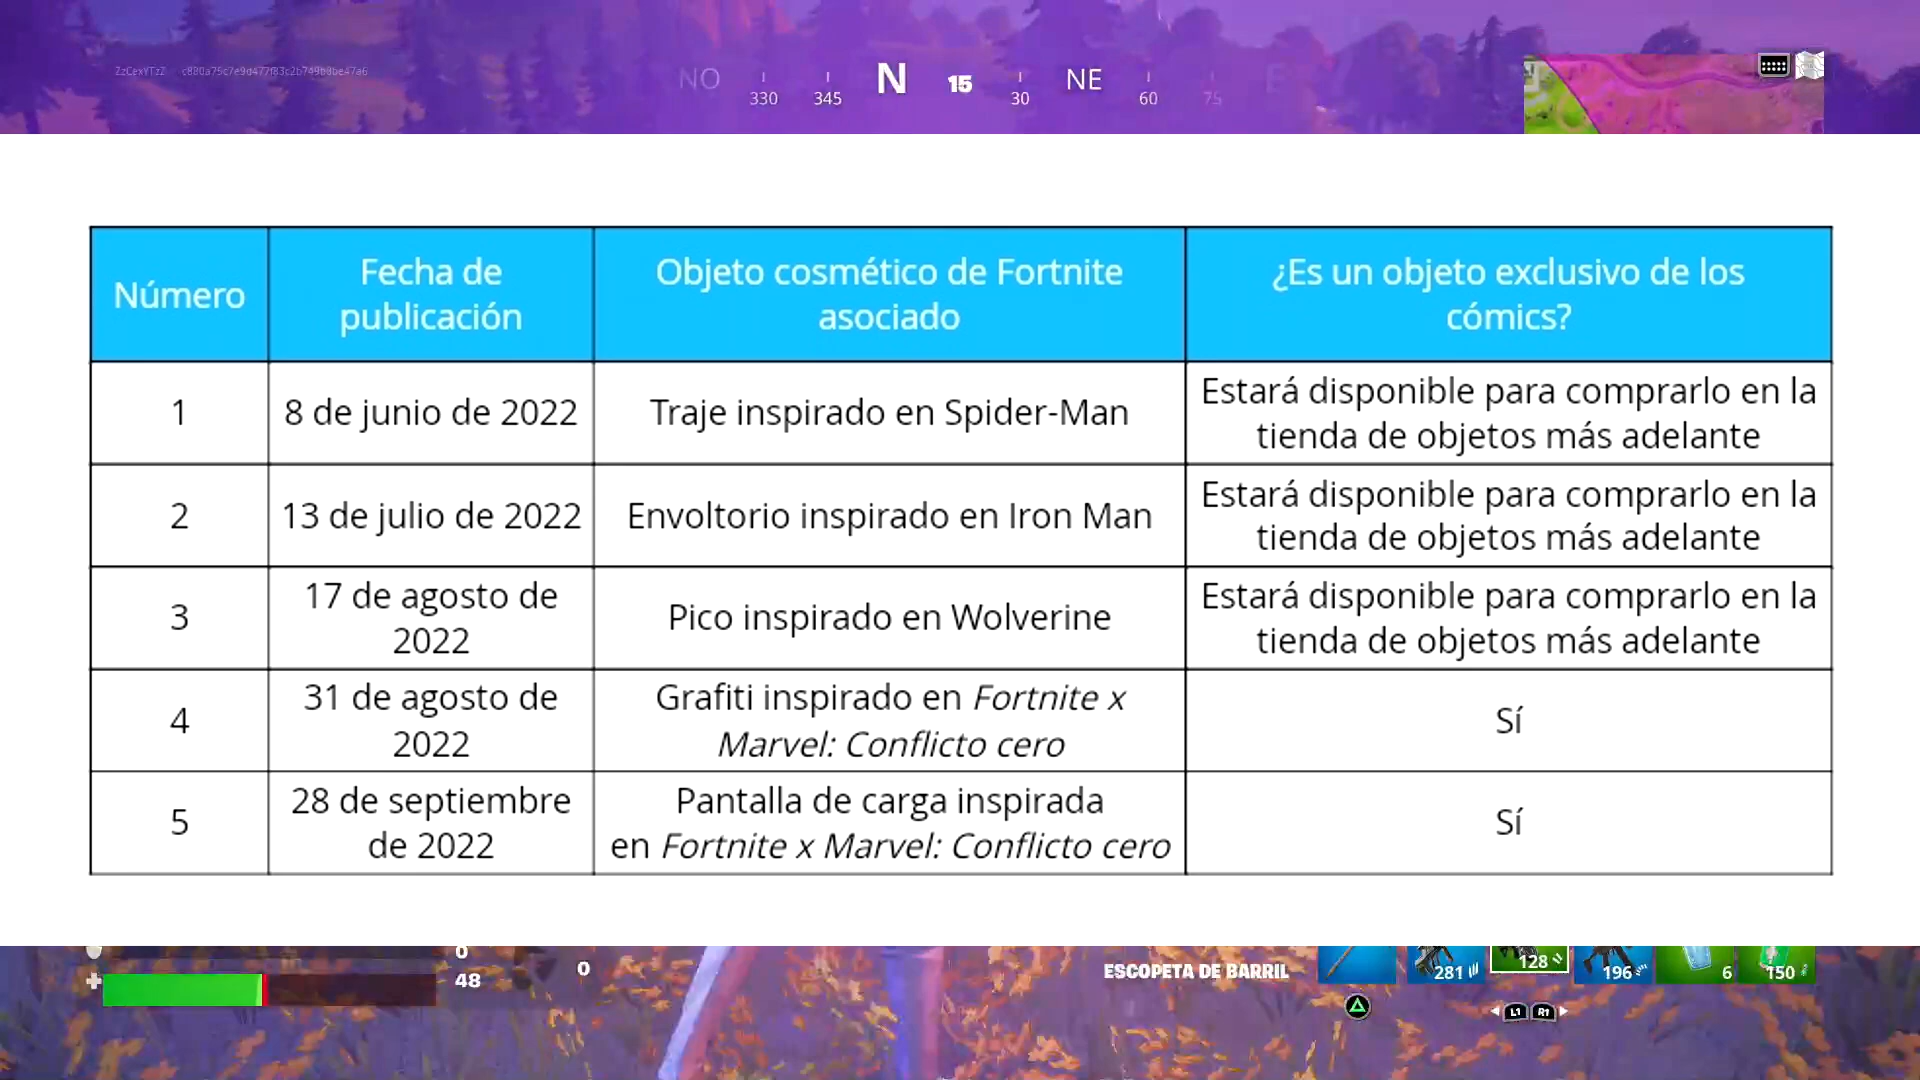 ZzCexYTzZ c880a75c7e9d477f83c2b749b8be47a6
NO 330 345 N 15 30 NE 60 75 E
Número
Fecha de
publicación
Objeto cosmético de Fortnite
asociado
¿Es un objeto exclusivo de los
cómics?
1
8 de junio de 2022
Traje inspirado en Spider-Man
Estará disponible para comprarlo en la
tienda de objetos más adelante
2
13 de julio de 2022
Envoltorio inspirado en Iron Man
Estará disponible para comprarlo en la
tienda de objetos más adelante
3
17 de agosto de
2022
Pico inspirado en Wolverine
Estará disponible para comprarlo en la
tienda de objetos más adelante
4
31 de agosto de
2022
Grafiti inspirado en Fortnite x
Marvel: Conflicto cero
Sí
5
28 de septiembre
de 2022
Pantalla de carga inspirada
en Fortnite x Marvel: Conflicto cero
Sí
0
48
0
ESCOPETA DE BARRIL
281 128 196 6 150
L1 R1